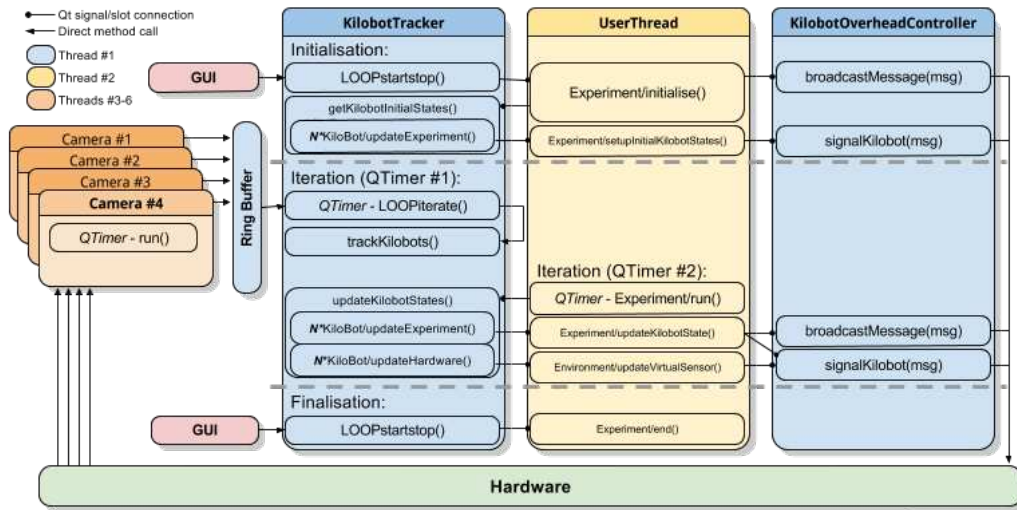 Qt signal/slot connection
Direct method call
Thread #1
Thread #2
Threads #3-6
KilobotTracker
UserThread
KilobotOverheadController
Initialisation:
GUI
LOOPstartstop()
Experiment/initialise()
broadcastMessage(msg)
getKilobotInitialStates()
N*KiloBot/updateExperiment()
Experiment/setupInitialKilobotStates()
signalKilobot(msg)
Camera #1
Camera #2
Camera #3
Camera #4
QTimer - run()
Ring Buffer
Iteration (QTimer #1):
QTimer - LOOPiterate()
trackKilobots()
Iteration (QTimer #2):
updateKilobotStates()
QTimer - Experiment/run()
N*KiloBot/updateExperiment()
Experiment/updateKilobotState()
broadcastMessage(msg)
N*KiloBot/updateHardware()
Environment/updateVirtualSensor()
signalKilobot(msg)
Finalisation:
GUI
LOOPstartstop()
Experiment/end()
Hardware